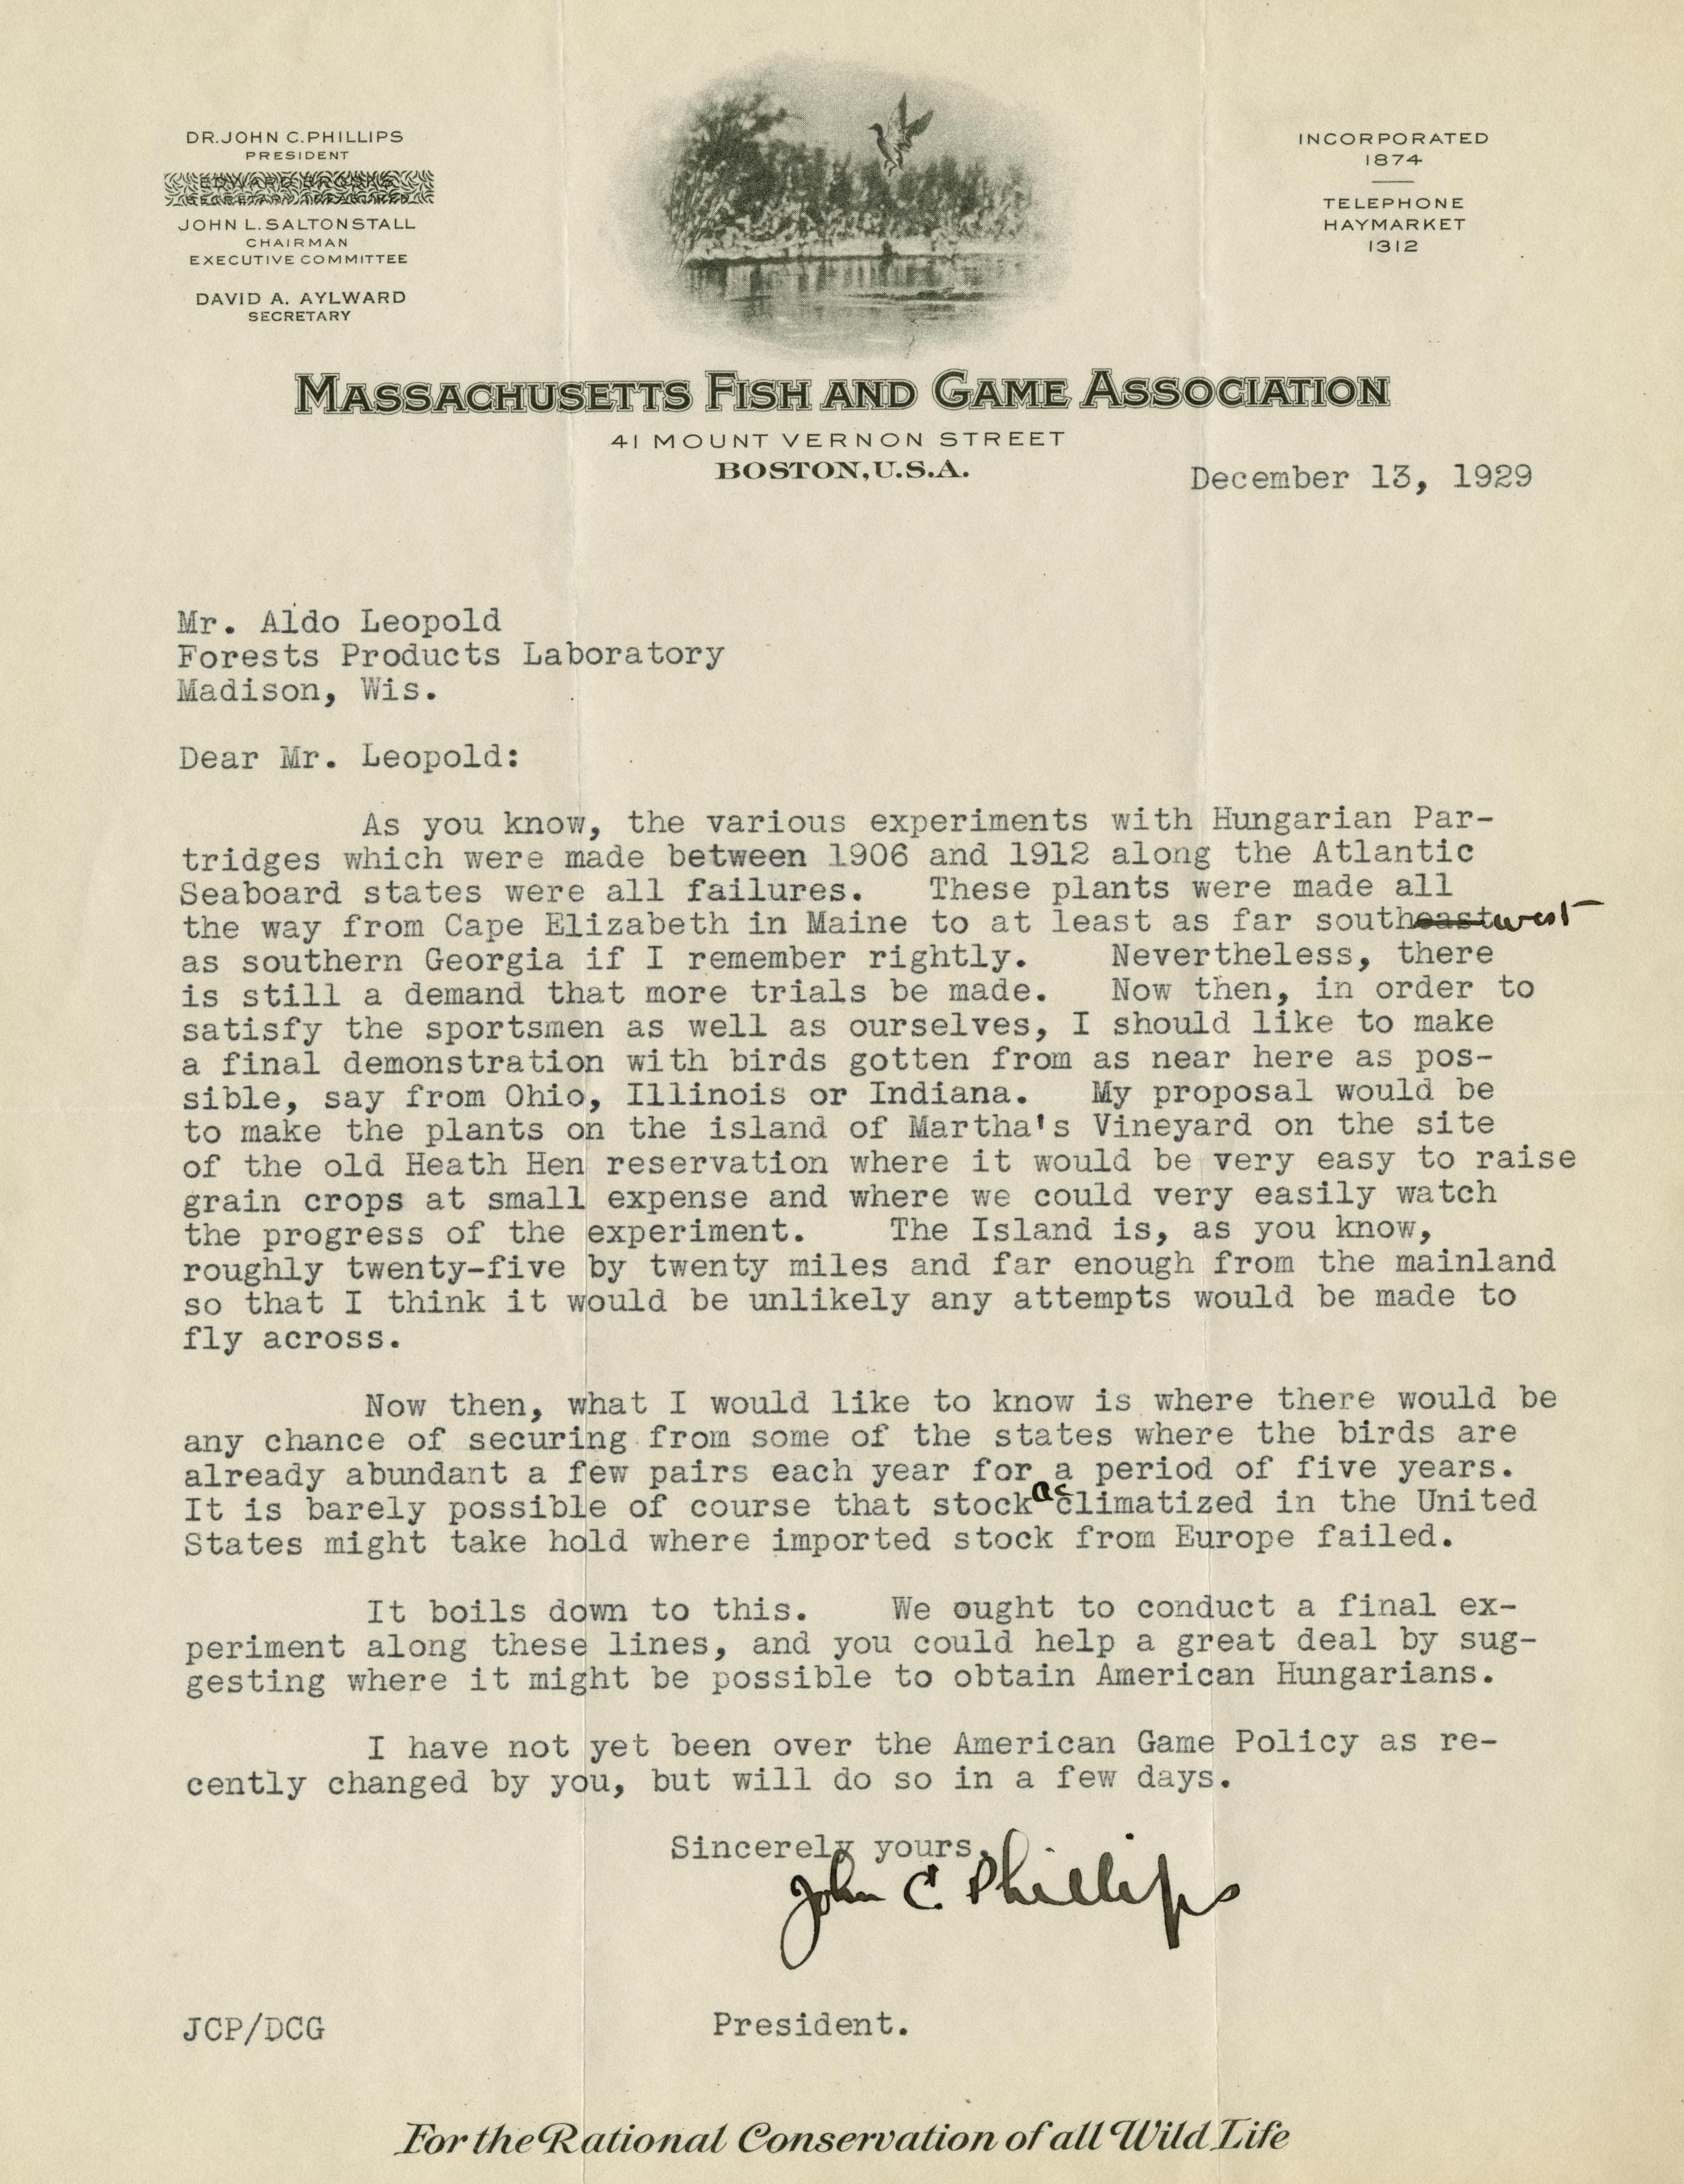 DR. JOHN C. PHILLIPS
PRESIDENT
EDWARD BROOKS
SECRETARY-TREASURER
JOHN L. SALTONSTALL
CHAIRMAN
EXECUTIVE COMMITTEE
DAVID A. AYLWARD
SECRETARY
INCORPORATED
1874
TELEPHONE
HAYMARKET
1312
MASSACHUSETTS FISH AND GAME ASSOCIATION
41 MOUNT VERNON STREET
BOSTON, U.S.A.
December 13, 1929
Mr. Aldo Leopold
Forests Products Laboratory
Madison, Wis.
Dear Mr. Leopold:
As you know, the various experiments with Hungarian Par-
tridges which were made between 1906 and 1912 along the Atlantic
Seaboard states were all failures. These plants were made all
the way from Cape Elizabeth in Maine to at least as far southeast west
as southern Georgia if I remember rightly. Nevertheless, there
is still a demand that more trials be made. Now then, in order to
satisfy the sportsmen as well as ourselves, I should like to make
a final demonstration with birds gotten from as near here as pos-
sible, say from Ohio, Illinois or Indiana. My proposal would be
to make the plants on the island of Martha's Vineyard on the site
of the old Heath Hen reservation where it would be very easy to raise
grain crops at small expense and where we could very easily watch
the progress of the experiment. The Island is, as you know,
roughly twenty-five by twenty miles and far enough from the mainland
so that I think it would be unlikely any attempts would be made to
fly across.
Now then, what I would like to know is where there would be
any chance of securing from some of the states where the birds are
already abundant a few pairs each year for a period of five years.
It is barely possible of course that stock acclimatized in the United
States might take hold where imported stock from Europe failed.
It boils down to this. We ought to conduct a final ex-
periment along these lines, and you could help a great deal by sug-
gesting where it might be possible to obtain American Hungarians.
I have not yet been over the American Game Policy as re-
cently changed by you, but will do so in a few days.
Sincerely yours,
John C. Phillips
JCP/DCG
President.
For the Rational Conservation of all Wild Life